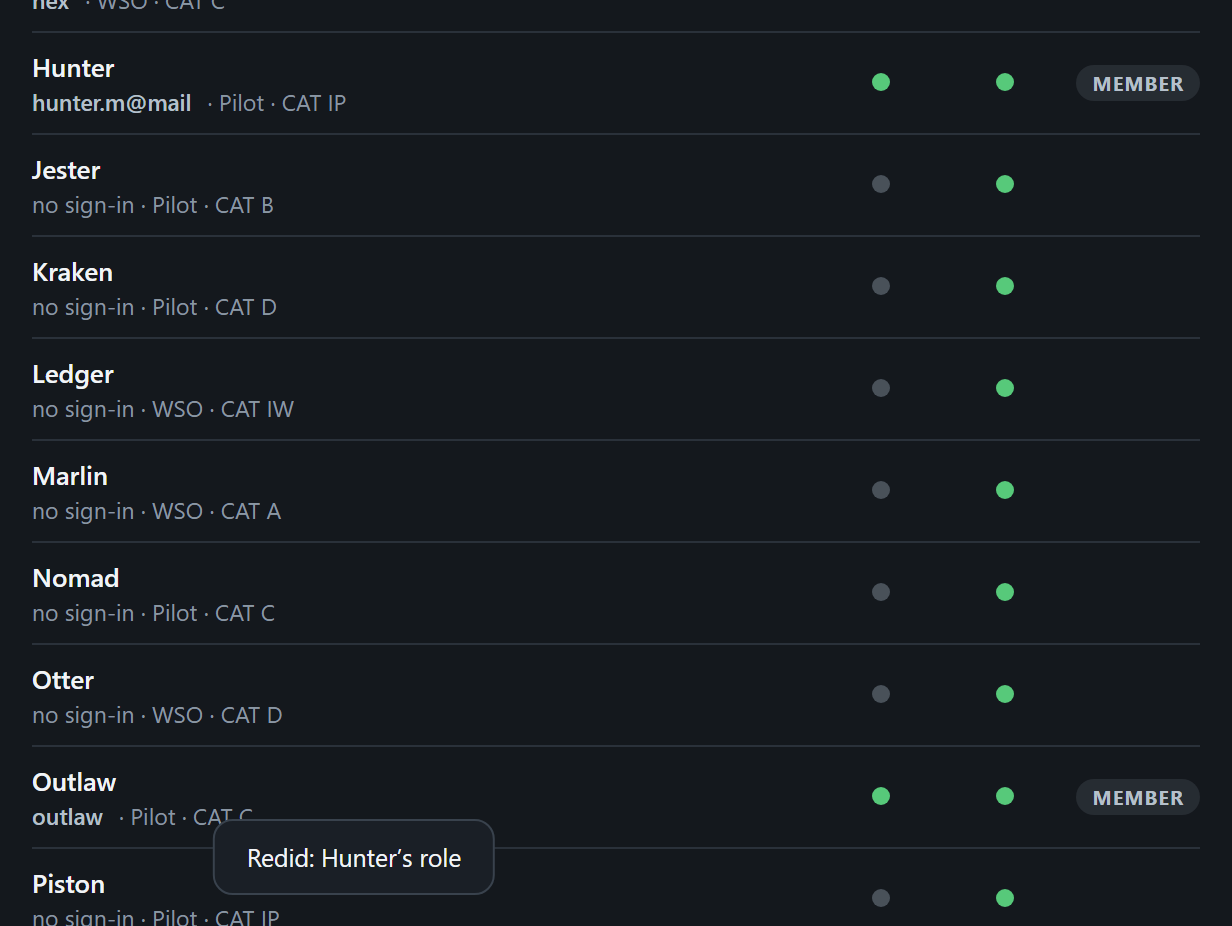 hex · WSO · CAT C
Hunter
hunter.m@mail · Pilot · CAT IP
MEMBER
Jester
no sign-in · Pilot · CAT B
Kraken
no sign-in · Pilot · CAT D
Ledger
no sign-in · WSO · CAT IW
Marlin
no sign-in · WSO · CAT A
Nomad
no sign-in · Pilot · CAT C
Otter
no sign-in · WSO · CAT D
Outlaw
outlaw · Pilot · CAT C
MEMBER
Redid: Hunter’s role
Piston
no sign-in · Pilot · CAT IP